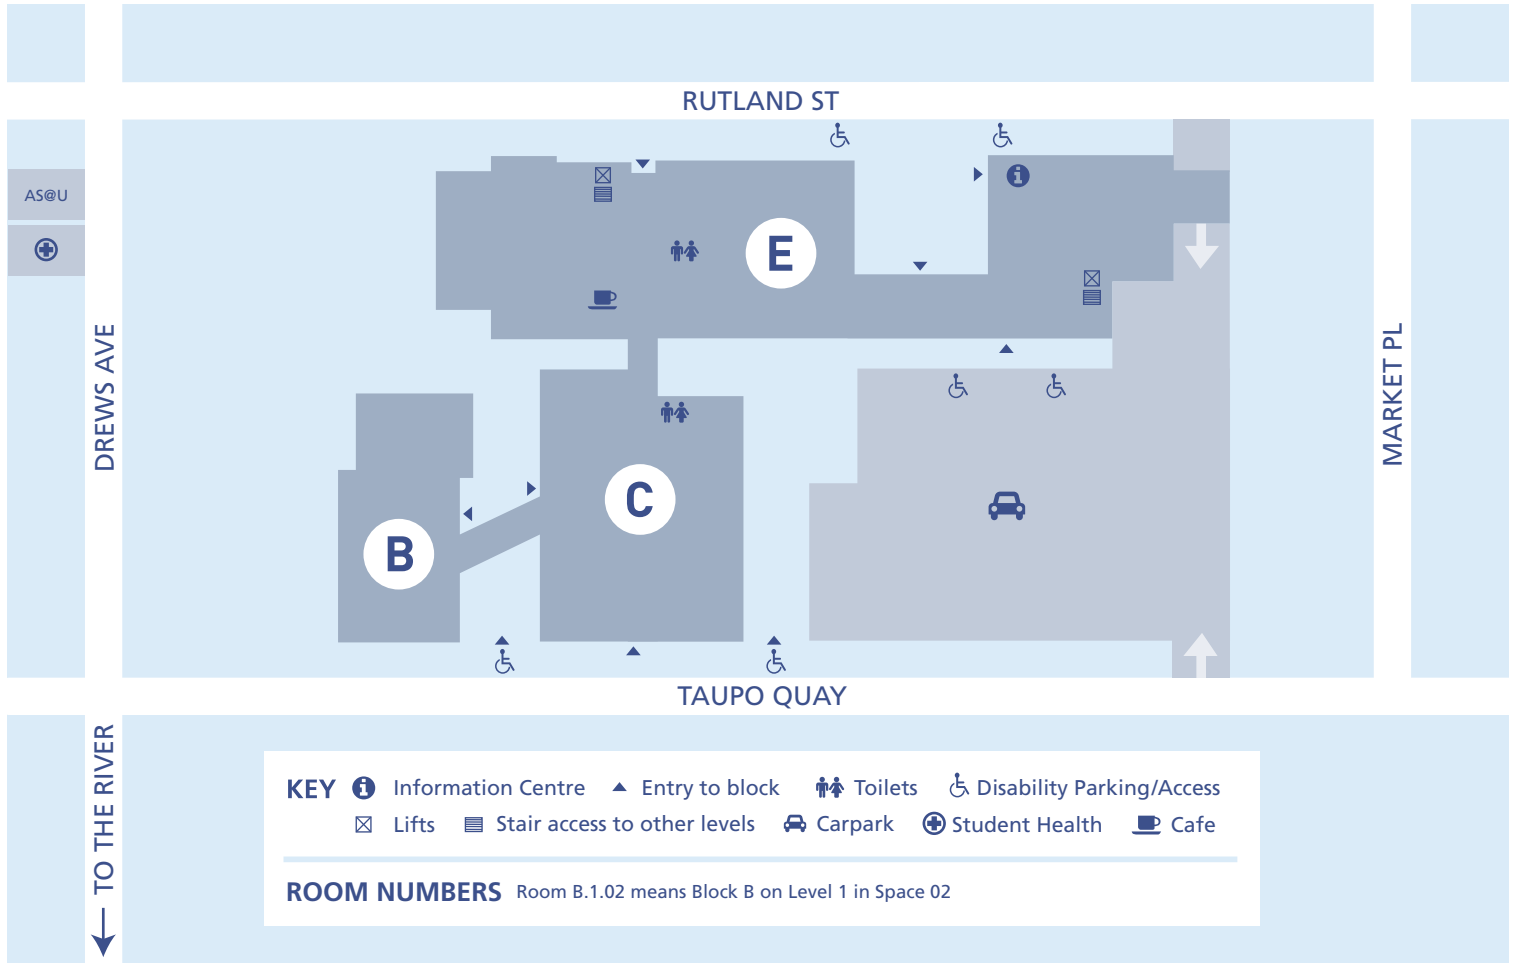 RUTLAND ST
AS@U
E
DREWS AVE
MARKET PL
C
B
TAUPO QUAY
TO THE RIVER
KEY Information Centre Entry to block Toilets Disability Parking/Access
Lifts Stair access to other levels Carpark Student Health Cafe
ROOM NUMBERS Room B.1.02 means Block B on Level 1 in Space 02